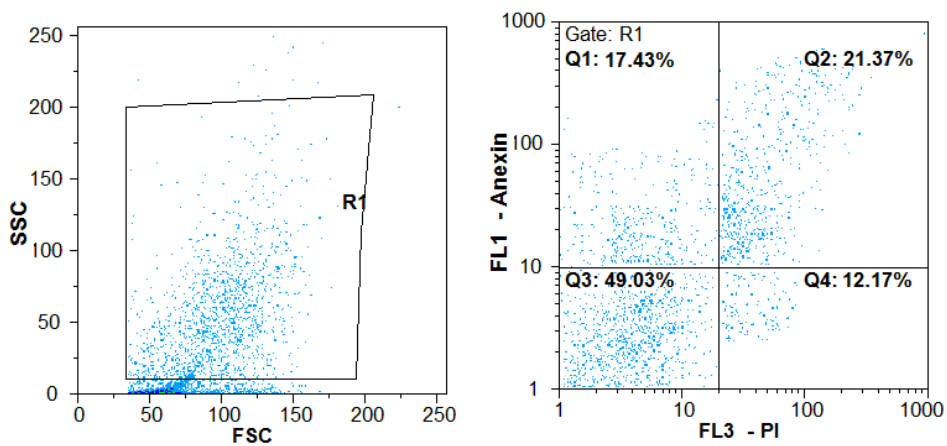 250
200
150
100
50
0
SSC
R1
0 50 100 150 200 250
FSC
1000
100
10
1
FL1 - Anexin
Gate: R1
Q1: 17.43% Q2: 21.37%
Q3: 49.03% Q4: 12.17%
1 10 100 1000
FL3 - PI